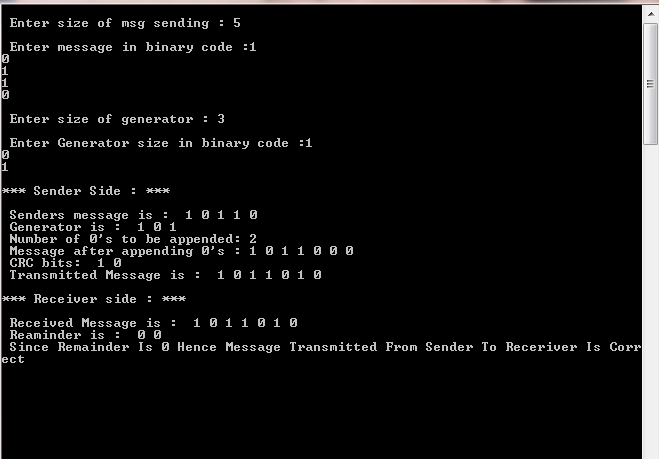 Enter size of msg sending : 5
Enter message in binary code :1
0
1
1
0
Enter size of generator : 3
Enter Generator size in binary code :1
0
1
*** Sender Side : ***
Senders message is :  1 0 1 1 0
Generator is :  1 0 1
Number of 0's to be appended: 2
Message after appending 0's : 1 0 1 1 0 0 0
CRC bits:  1 0
Transmitted Message is :  1 0 1 1 0 1 0
*** Receiver side : ***
Received Message is :  1 0 1 1 0 1 0
Reaminder is :  0 0
Since Remainder Is 0 Hence Message Transmitted From Sender To Receriver Is Corr
ect